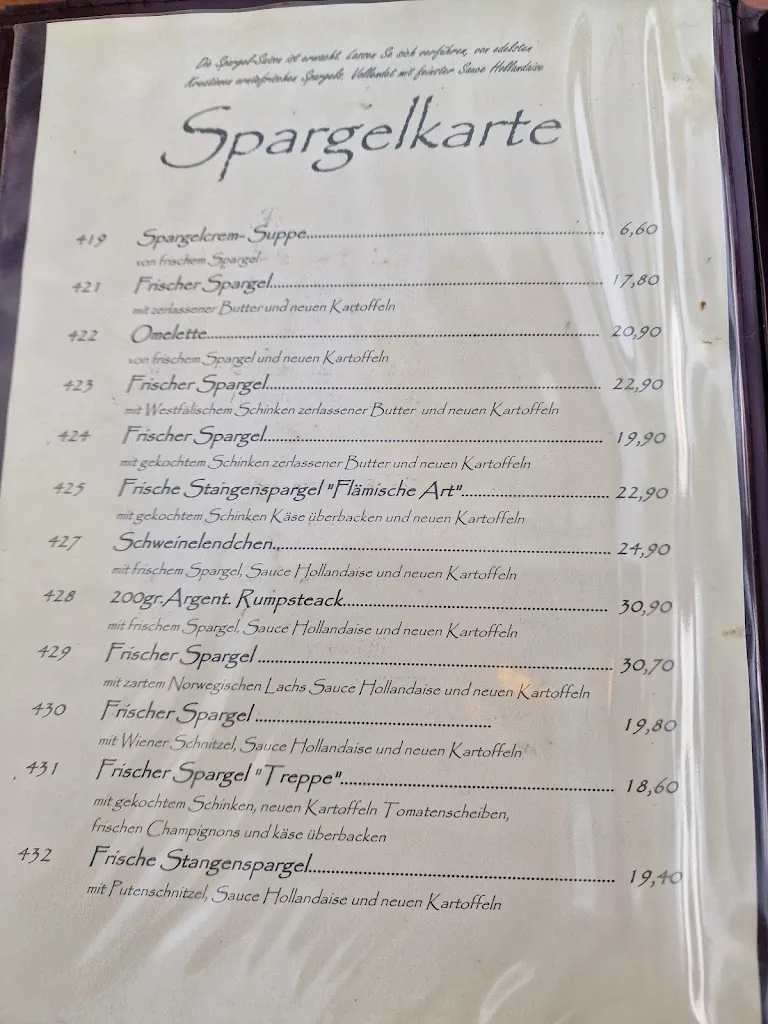 Die Spargel-Saison ist erwacht. Lassen Sie sich verführen, von edelsten
Kreationen erntefrischen Spargels. Vollendet mit feinster Sauce Hollandaise
Spargelkarte
419 Spargelcrem- Suppe 6,60
von frischem Spargel
421 Frischer Spargel 17,80
mit zerlassener Butter und neuen Kartoffeln
422 Omelette 20,90
von frischem Spargel und neuen Kartoffeln
423 Frischer Spargel 22,90
mit Westfälischem Schinken zerlassener Butter und neuen Kartoffeln
424 Frischer Spargel 19,90
mit gekochtem Schinken zerlassener Butter und neuen Kartoffeln
425 Frische Stangenspargel "Flämische Art" 22,90
mit gekochtem Schinken Käse überbacken und neuen Kartoffeln
427 Schweinelendchen 24,90
mit frischem Spargel, Sauce Hollandaise und neuen Kartoffeln
428 200gr.Argent. Rumpsteack 30,90
mit frischem Spargel, Sauce Hollandaise und neuen Kartoffeln
429 Frischer Spargel 30,70
mit zartem Norwegischen Lachs Sauce Hollandaise und neuen Kartoffeln
430 Frischer Spargel 19,80
mit Wiener Schnitzel, Sauce Hollandaise und neuen Kartoffeln
431 Frischer Spargel "Treppe" 18,60
mit gekochtem Schinken, neuen Kartoffeln Tomatenscheiben,
frischen Champignons und käse überbacken
432 Frische Stangenspargel 19,40
mit Putenschnitzel, Sauce Hollandaise und neuen Kartoffeln